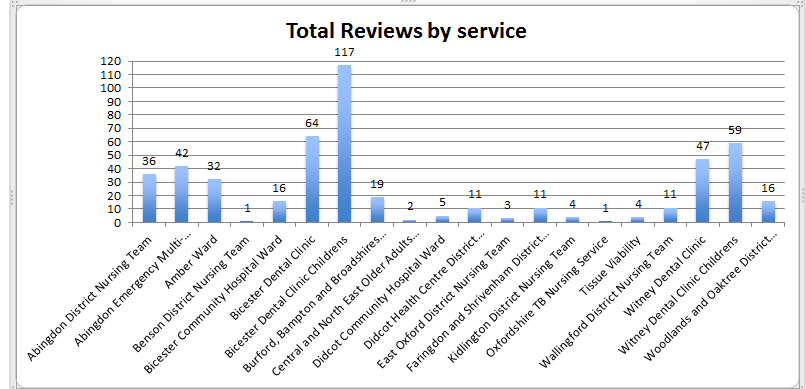 Total Reviews by service
120
110
100
90
80
70
60
50
40
30
20
10
0
36
42
32
1
16
64
117
19
2
5
11
3
11
4
1
4
11
47
59
16
Abingdon District Nursing Team
Abingdon Emergency Multi-...
Amber Ward
Benson District Nursing Team
Bicester Community Hospital Ward
Bicester Dental Clinic
Bicester Dental Clinic Childrens
Burford, Bampton and Broadshires...
Central and North East Older Adults...
Didcot Community Hospital Ward
Didcot Health Centre District...
East Oxford District Nursing Team
Faringdon and Shrivenham District...
Kidlington District Nursing Team
Oxfordshire TB Nursing Service
Tissue Viability
Wallingford District Nursing Team
Witney Dental Clinic
Witney Dental Clinic Childrens
Woodlands and Oaktree District...